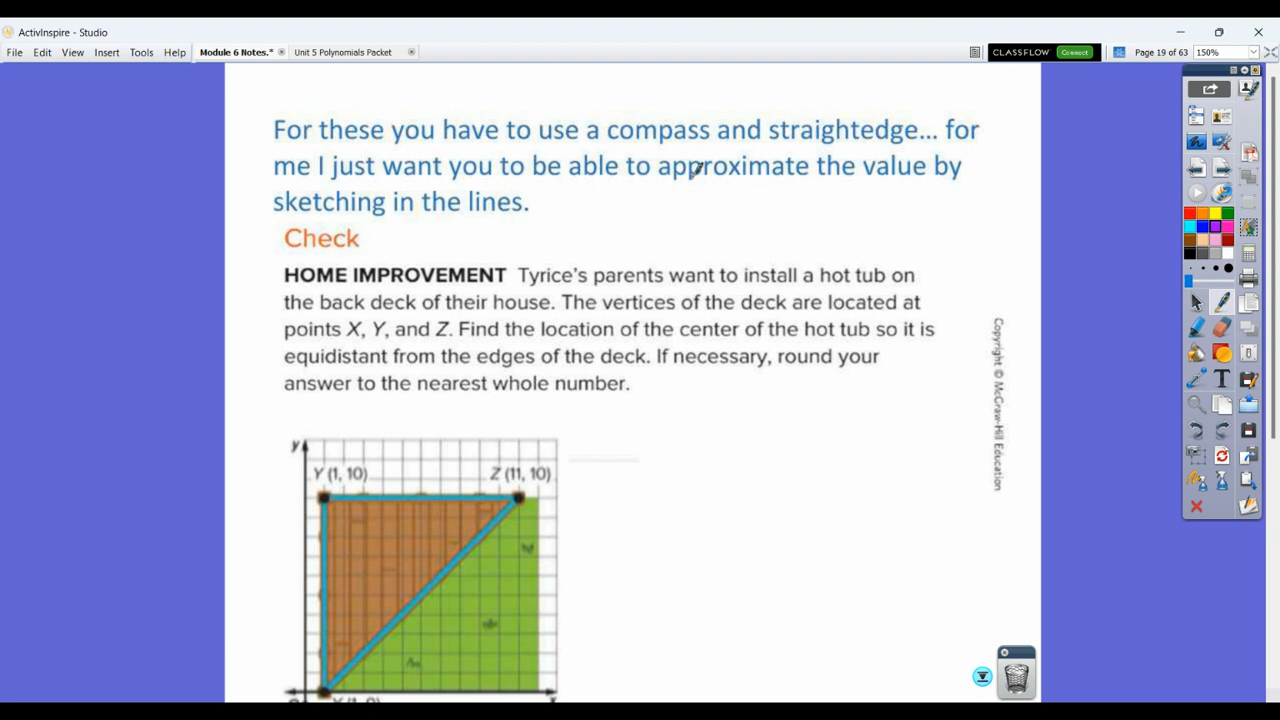 ActivInspire - Studio
File Edit View Insert Tools Help Module 6 Notes.* Unit 5 Polynomials Packet CLASSFLOW Connect Page 19 of 63 150%
For these you have to use a compass and straightedge... for
me I just want you to be able to approximate the value by
sketching in the lines.
Check
HOME IMPROVEMENT Tyrice's parents want to install a hot tub on
the back deck of their house. The vertices of the deck are located at
points X, Y, and Z. Find the location of the center of the hot tub so it is
equidistant from the edges of the deck. If necessary, round your
answer to the nearest whole number.
Copyright © McGraw-Hill Education
y
Y (1, 10) Z (11, 10)